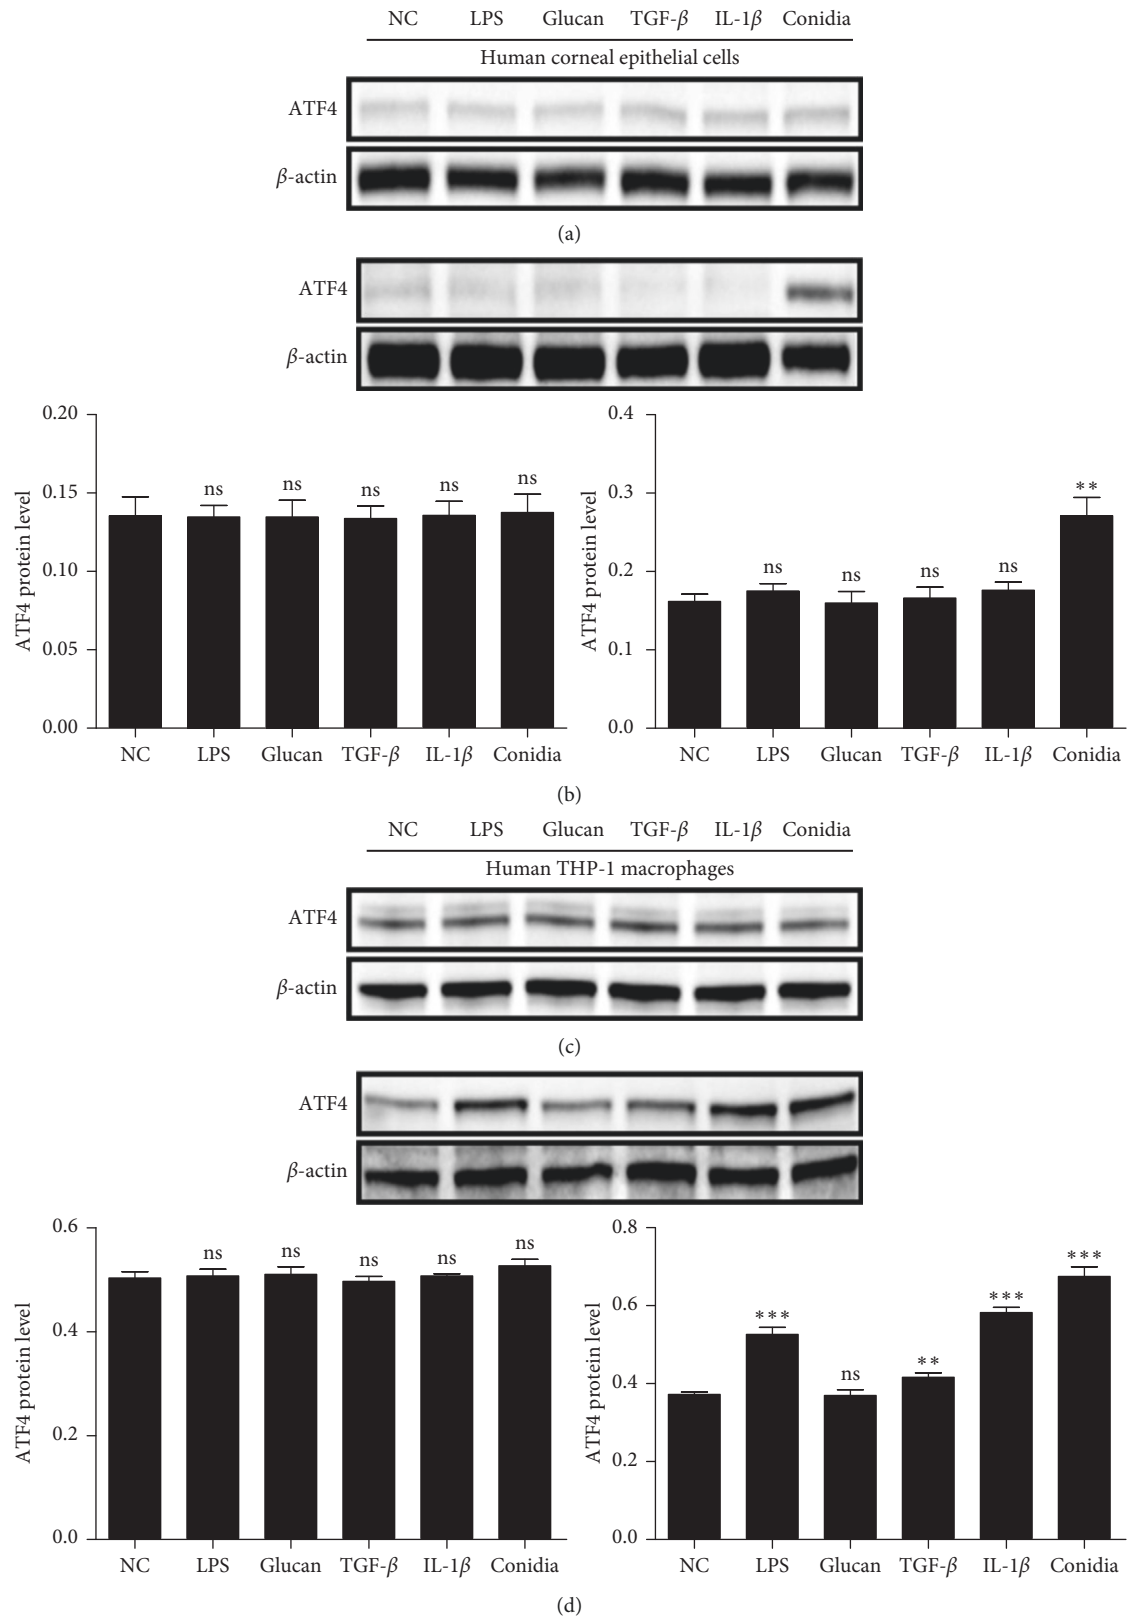 NC LPS Glucan TGF-β IL-1β Conidia
Human corneal epithelial cells
ATF4
β-actin
(a)
ATF4
β-actin
ATF4 protein level
0.20
0.15
0.10
0.05
0.00
ns ns ns ns ns
NC LPS Glucan TGF-β IL-1β Conidia
ATF4 protein level
0.4
0.3
0.2
0.1
0.0
ns ns ns ns **
NC LPS Glucan TGF-β IL-1β Conidia
(b)
NC LPS Glucan TGF-β IL-1β Conidia
Human THP-1 macrophages
ATF4
β-actin
(c)
ATF4
β-actin
ATF4 protein level
0.6
0.4
0.2
0.0
ns ns ns ns ns
NC LPS Glucan TGF-β IL-1β Conidia
ATF4 protein level
0.8
0.6
0.4
0.2
0.0
*** ns ** *** ***
NC LPS Glucan TGF-β IL-1β Conidia
(d)